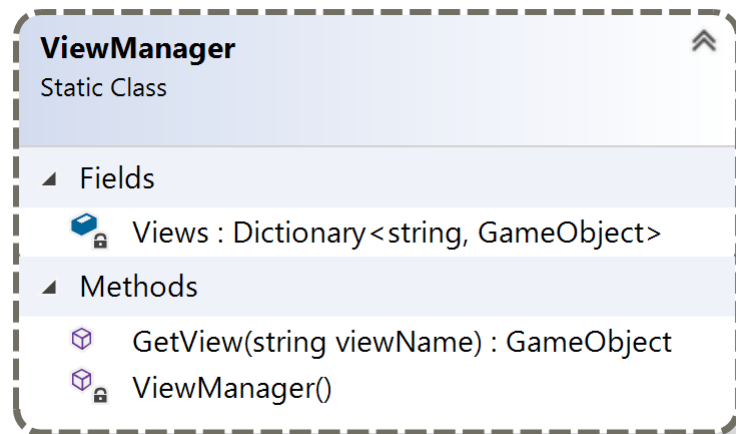 ViewManager
Static Class
Fields
Views : Dictionary<string, GameObject>
Methods
GetView(string viewName) : GameObject
ViewManager()